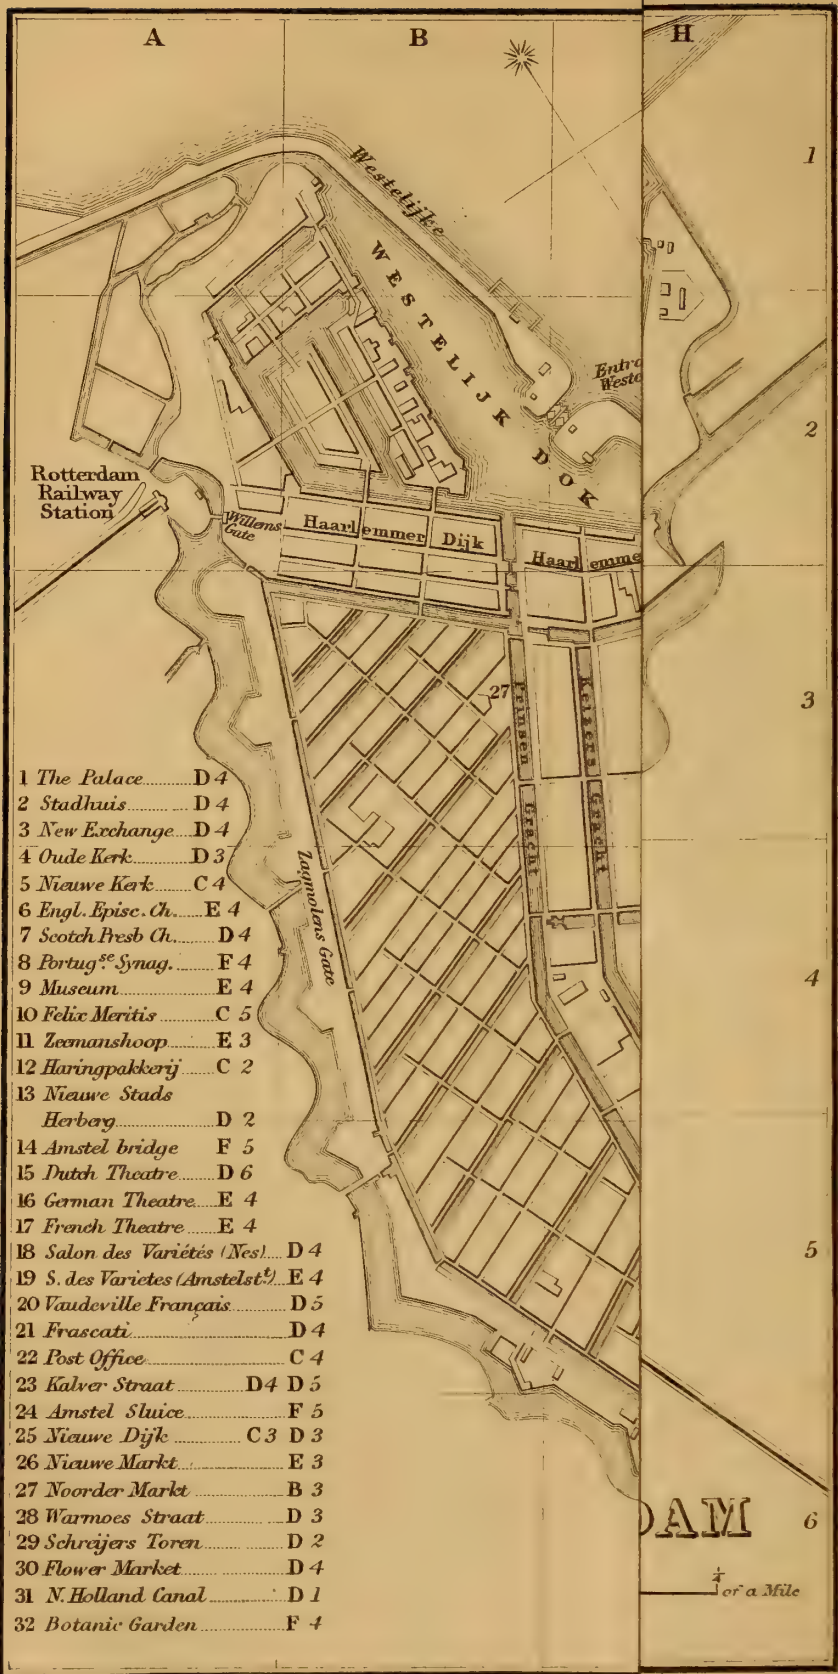 A
B
H
1
2
3
4
5
6
Westelijke
WESTELIJK DOK
Rotterdam
Railway
Station
Willems
Gate
Haarlemmer Dijk
Haarlemme
27
Prinsen Gracht
Keizers Gracht
Zagmolens Gate
1 The Palace D 4
2 Stadhuis D 4
3 New Exchange D 4
4 Oude Kerk D 3
5 Nieuwe Kerk C 4
6 Engl. Episc. Ch. E 4
7 Scotch Presb Ch. D 4
8 Portug.se Synag. F 4
9 Museum E 4
10 Felix Meritis C 5
11 Zeemanshoop E 3
12 Haringpakkerij C 2
13 Nieuwe Stads
Herberg D 2
14 Amstel bridge F 5
15 Dutch Theatre D 6
16 German Theatre E 4
17 French Theatre E 4
18 Salon des Variétés (Nes) D 4
19 S. des Varietes (Amstelst.t) E 4
20 Vaudeville Français D 5
21 Frascati D 4
22 Post Office C 4
23 Kalver Straat D 4 D 5
24 Amstel Sluice F 5
25 Nieuwe Dijk C 3 D 3
26 Nieuwe Markt E 3
27 Noorder Markt B 3
28 Warmoes Straat D 3
29 Schreijers Toren D 2
30 Flower Market D 4
31 N. Holland Canal D 1
32 Botanic Garden F 4
DAM
1/4 of a Mile